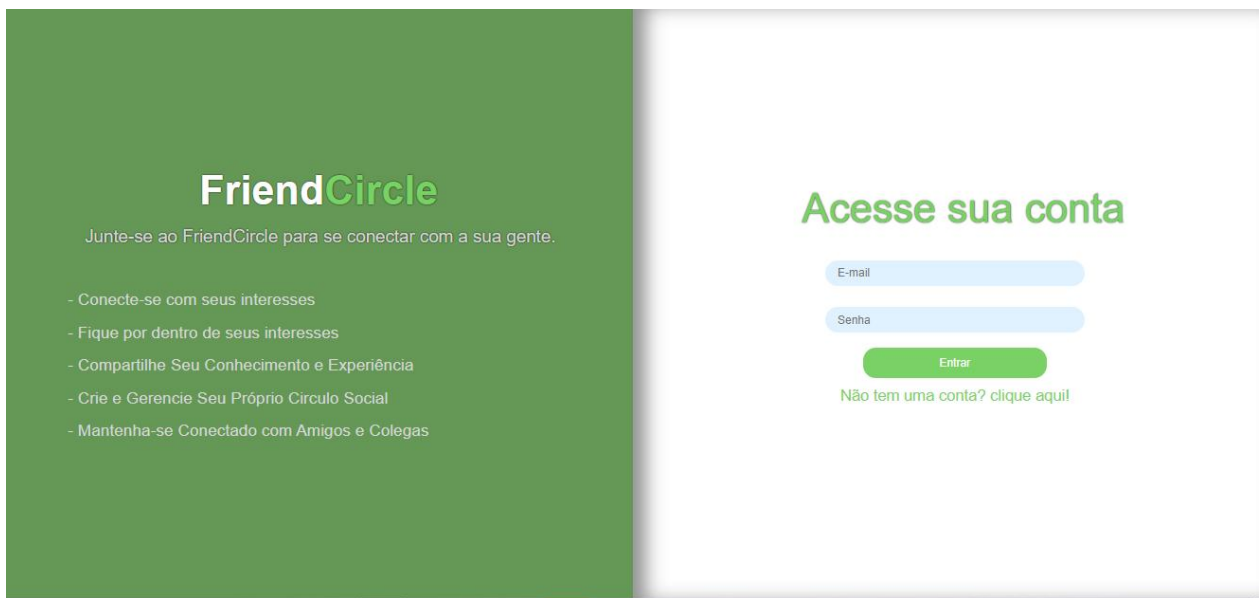 FriendCircle
Junte-se ao FriendCircle para se conectar com a sua gente.
- Conecte-se com seus interesses
- Fique por dentro de seus interesses
- Compartilhe Seu Conhecimento e Experiência
- Crie e Gerencie Seu Próprio Circulo Social
- Mantenha-se Conectado com Amigos e Colegas
Acesse sua conta
E-mail
Senha
Entrar
Não tem uma conta? clique aqui!